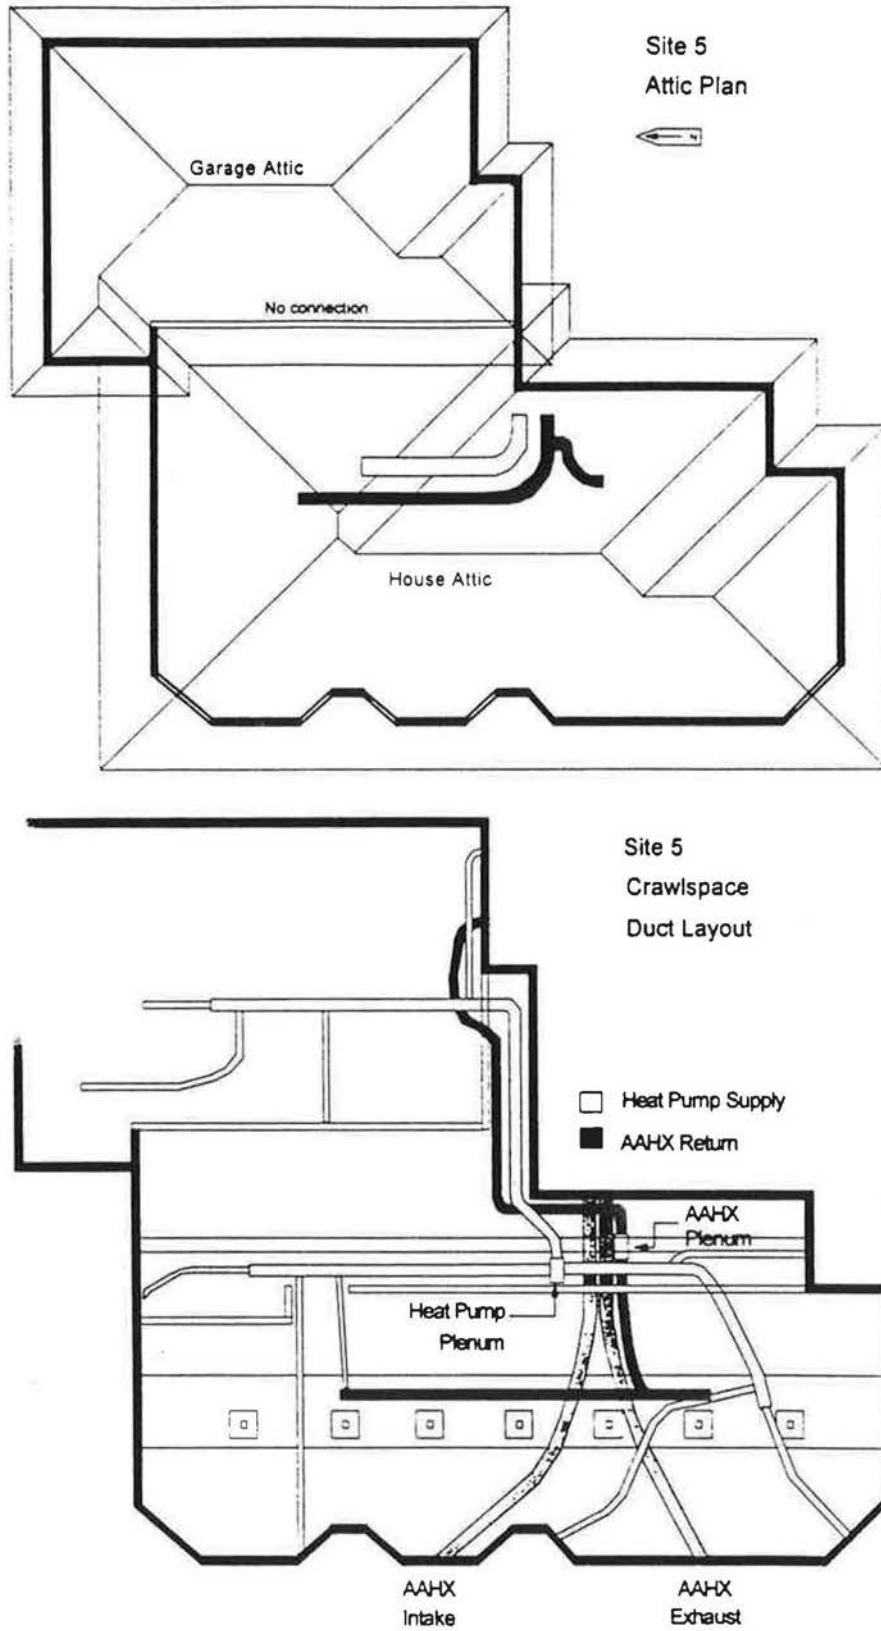 Site 5
Attic Plan
N
Garage Attic
No connection
House Attic
Site 5
Crawlspace
Duct Layout
Heat Pump Supply
AAHX Return
AAHX
Plenum
Heat Pump
Plenum
AAHX
Intake
AAHX
Exhaust